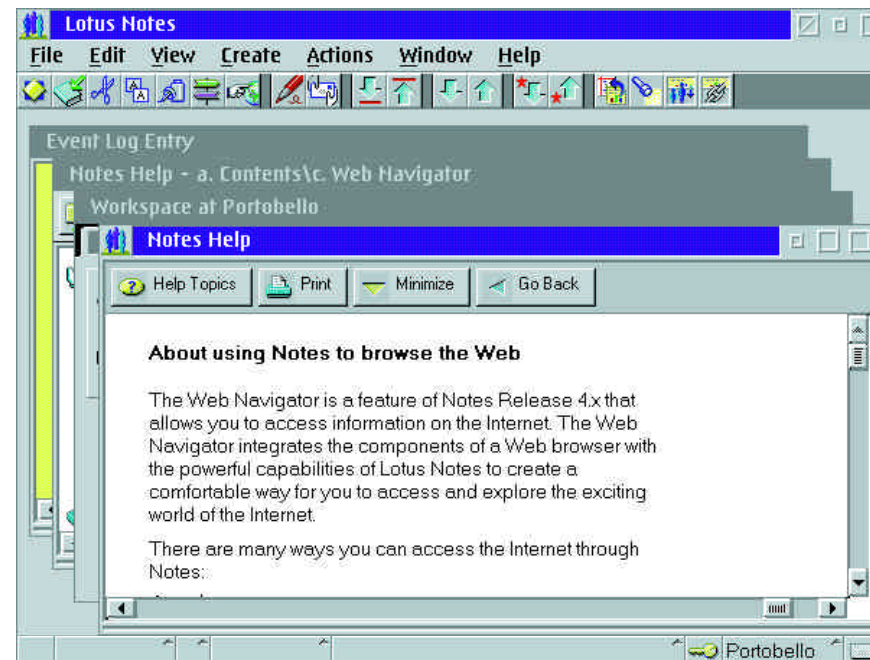 Lotus Notes
File Edit View Create Actions Window Help
Event Log Entry
Notes Help - a. Contents\c. Web Navigator
Workspace at Portobello
Notes Help
Help Topics Print Minimize Go Back
About using Notes to browse the Web
The Web Navigator is a feature of Notes Release 4.x that
allows you to access information on the Internet. The Web
Navigator integrates the components of a Web browser with
the powerful capabilities of Lotus Notes to create a
comfortable way for you to access and explore the exciting
world of the Internet.
There are many ways you can access the Internet through
Notes:
Portobello